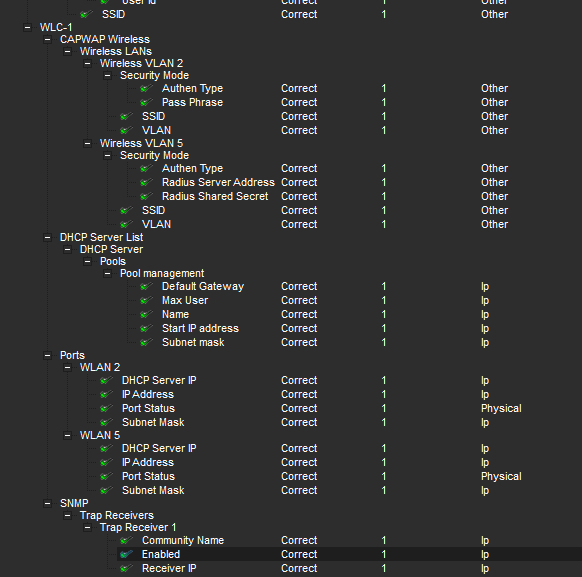 User Id Correct 1 Other
SSID Correct 1 Other
WLC-1
CAPWAP Wireless
Wireless LANs
Wireless VLAN 2
Security Mode
Authen Type Correct 1 Other
Pass Phrase Correct 1 Other
SSID Correct 1 Other
VLAN Correct 1 Other
Wireless VLAN 5
Security Mode
Authen Type Correct 1 Other
Radius Server Address Correct 1 Other
Radius Shared Secret Correct 1 Other
SSID Correct 1 Other
VLAN Correct 1 Other
DHCP Server List
DHCP Server
Pools
Pool management
Default Gateway Correct 1 Ip
Max User Correct 1 Ip
Name Correct 1 Ip
Start IP address Correct 1 Ip
Subnet mask Correct 1 Ip
Ports
WLAN 2
DHCP Server IP Correct 1 Ip
IP Address Correct 1 Ip
Port Status Correct 1 Physical
Subnet Mask Correct 1 Ip
WLAN 5
DHCP Server IP Correct 1 Ip
IP Address Correct 1 Ip
Port Status Correct 1 Physical
Subnet Mask Correct 1 Ip
SNMP
Trap Receivers
Trap Receiver 1
Community Name Correct 1 Ip
Enabled Correct 1 Ip
Receiver IP Correct 1 Ip